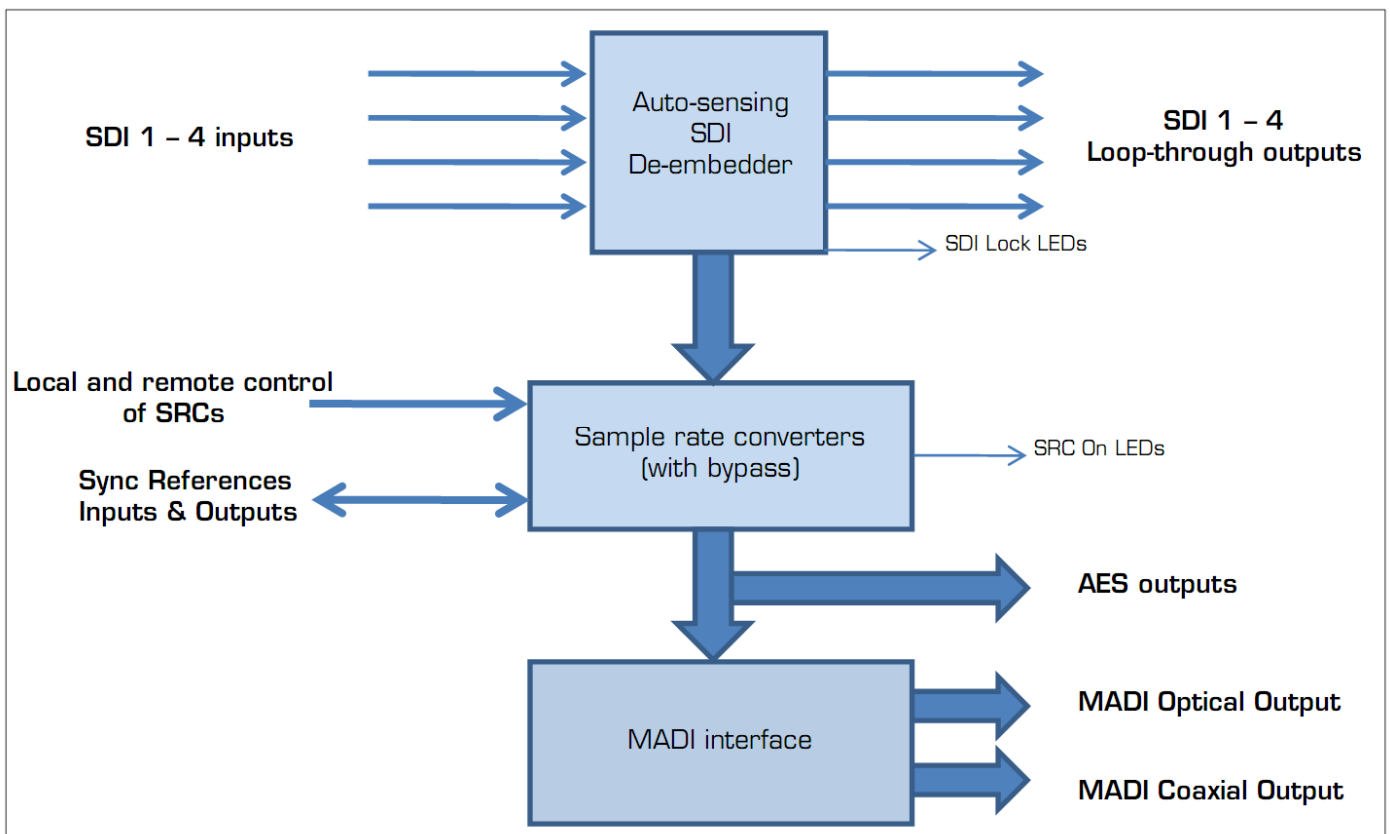 SDI 1 – 4 inputs
Auto-sensing
SDI
De-embedder
SDI 1 – 4
Loop-through outputs
SDI Lock LEDs
Local and remote control
of SRCs
Sample rate converters
(with bypass)
SRC On LEDs
Sync References
Inputs & Outputs
AES outputs
MADI interface
MADI Optical Output
MADI Coaxial Output